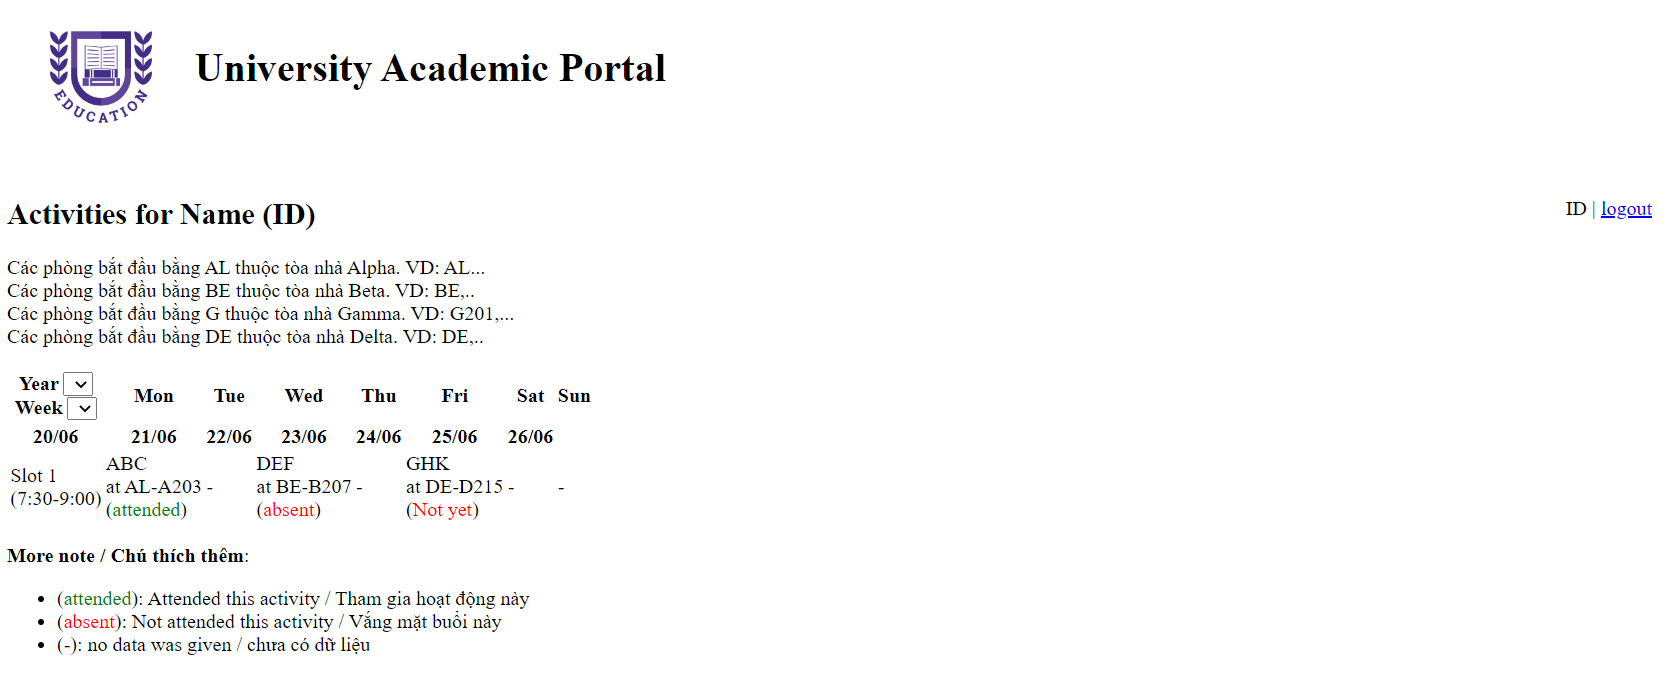 EDUCATION
University Academic Portal
Activities for Name (ID)
ID | logout
Các phòng bắt đầu bằng AL thuộc tòa nhà Alpha. VD: AL...
Các phòng bắt đầu bằng BE thuộc tòa nhà Beta. VD: BE,..
Các phòng bắt đầu bằng G thuộc tòa nhà Gamma. VD: G201,...
Các phòng bắt đầu bằng DE thuộc tòa nhà Delta. VD: DE,..
Year
Week
Mon Tue Wed Thu Fri Sat Sun
20/06 21/06 22/06 23/06 24/06 25/06 26/06
Slot 1
(7:30-9:00)
ABC
at AL-A203
(attended)
-
DEF
at BE-B207
(absent)
-
GHK
at DE-D215
(Not yet)
-
-
More note / Chú thích thêm:
(attended): Attended this activity / Tham gia hoạt động này
(absent): Not attended this activity / Vắng mặt buổi này
(-): no data was given / chưa có dữ liệu